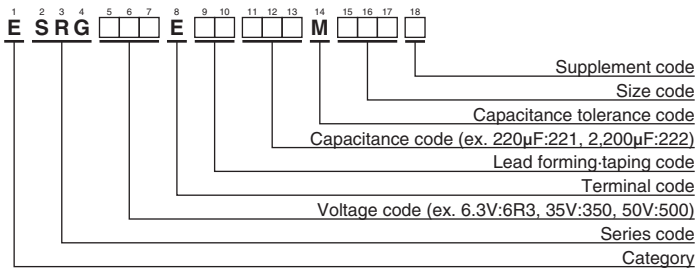 1 2 3 4 5 6 7 8 9 10 11 12 13 14 15 16 17 18
E SRG E M
Supplement code
Size code
Capacitance tolerance code
Capacitance code (ex. 220µF:221, 2,200µF:222)
Lead forming·taping code
Terminal code
Voltage code (ex. 6.3V:6R3, 35V:350, 50V:500)
Series code
Category